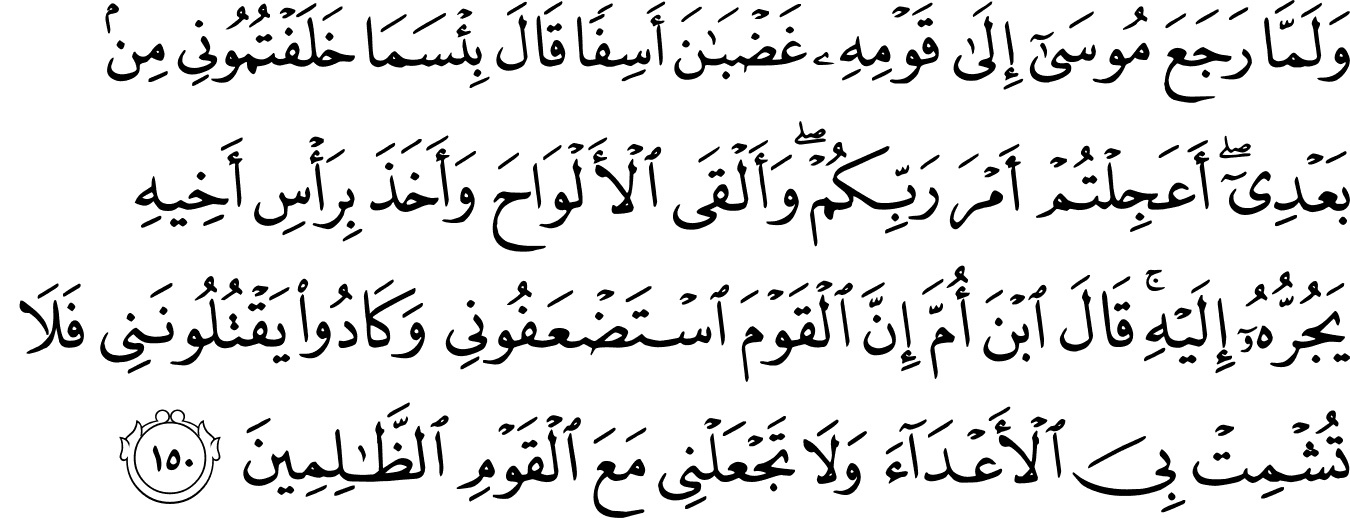 وَلَمَّا رَجَعَ مُوسَىٰٓ إِلَىٰ قَوْمِهِۦ غَضْبَـٰنَ أَسِفًا قَالَ بِئْسَمَا خَلَفْتُمُونِي مِنۢ
بَعْدِىٓ ۖ أَعَجِلْتُمْ أَمْرَ رَبِّكُمْ ۖ وَأَلْقَى ٱلْأَلْوَاحَ وَأَخَذَ بِرَأْسِ أَخِيهِ
يَجُرُّهُۥٓ إِلَيْهِ ۚ قَالَ ٱبْنَ أُمَّ إِنَّ ٱلْقَوْمَ ٱسْتَضْعَفُونِي وَكَادُوا۟ يَقْتُلُونَنِي فَلَا
تُشْمِتْ بِىَ ٱلْأَعْدَآءَ وَلَا تَجْعَلْنِي مَعَ ٱلْقَوْمِ ٱلظَّـٰلِمِينَ ١٥٠